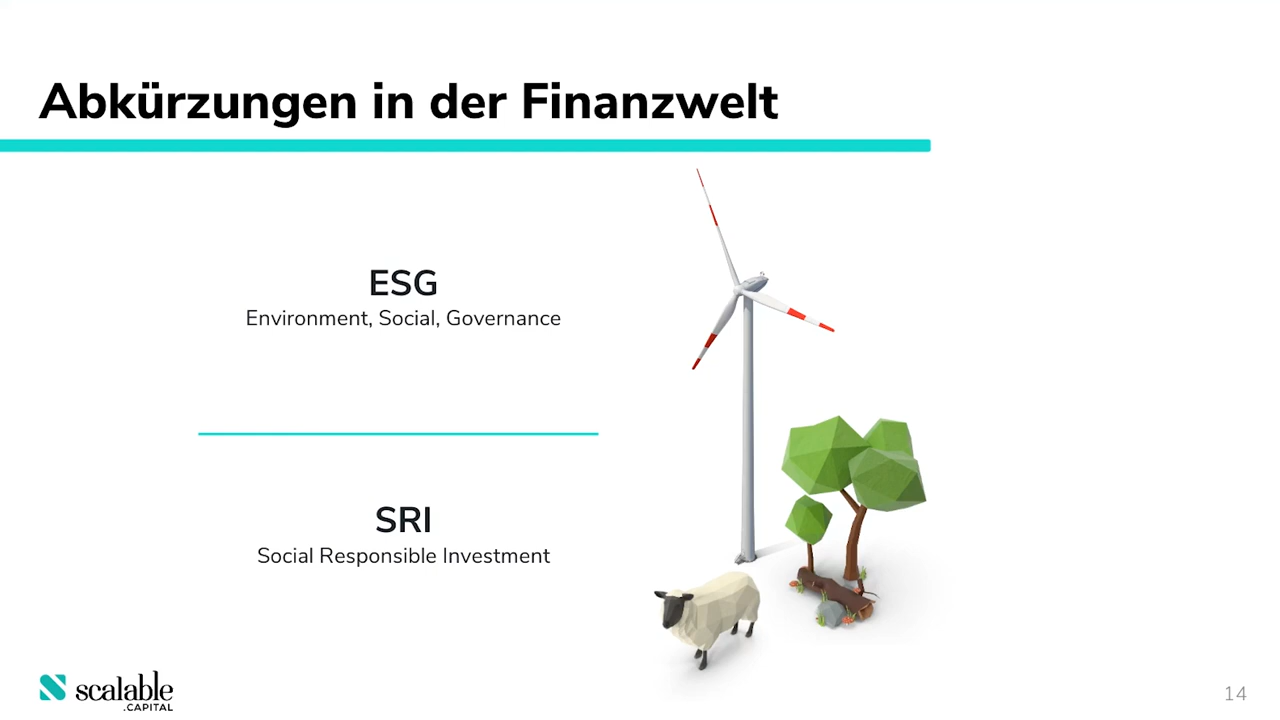 Abkürzungen in der Finanzwelt
ESG
Environment, Social, Governance
SRI
Social Responsible Investment
scalable
.CAPITAL
14